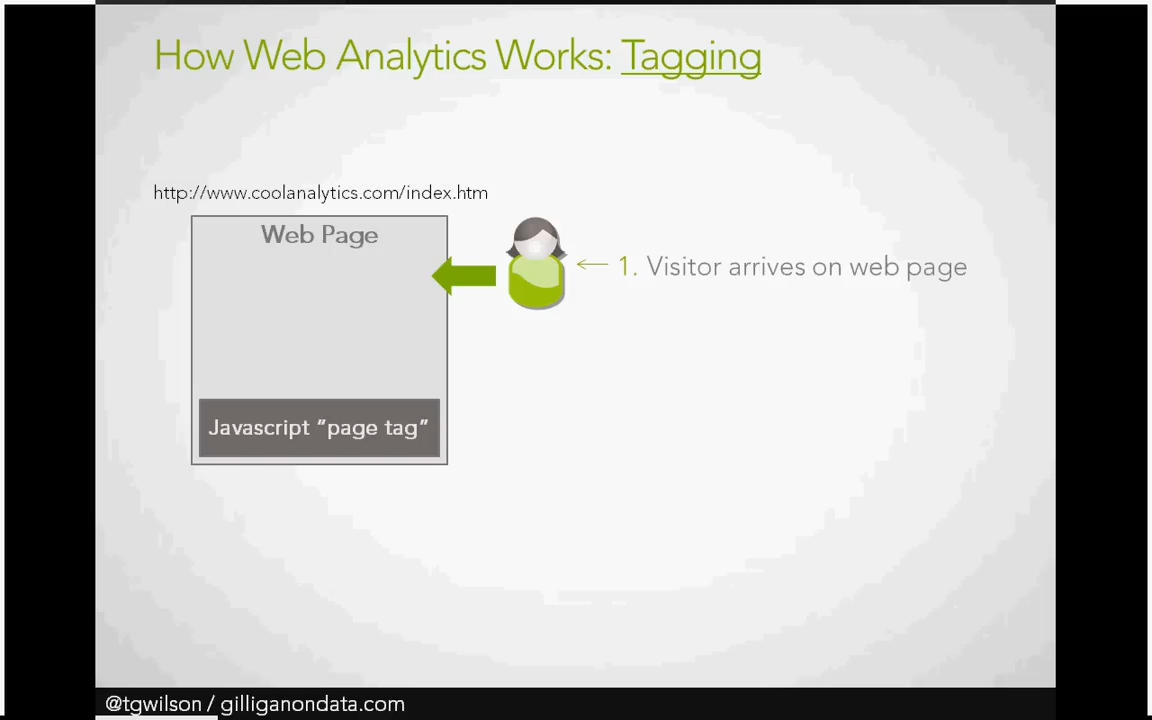 How Web Analytics Works: Tagging
http://www.coolanalytics.com/index.htm
Web Page
1. Visitor arrives on web page
Javascript “page tag”
@tgwilson / gilliganondata.com